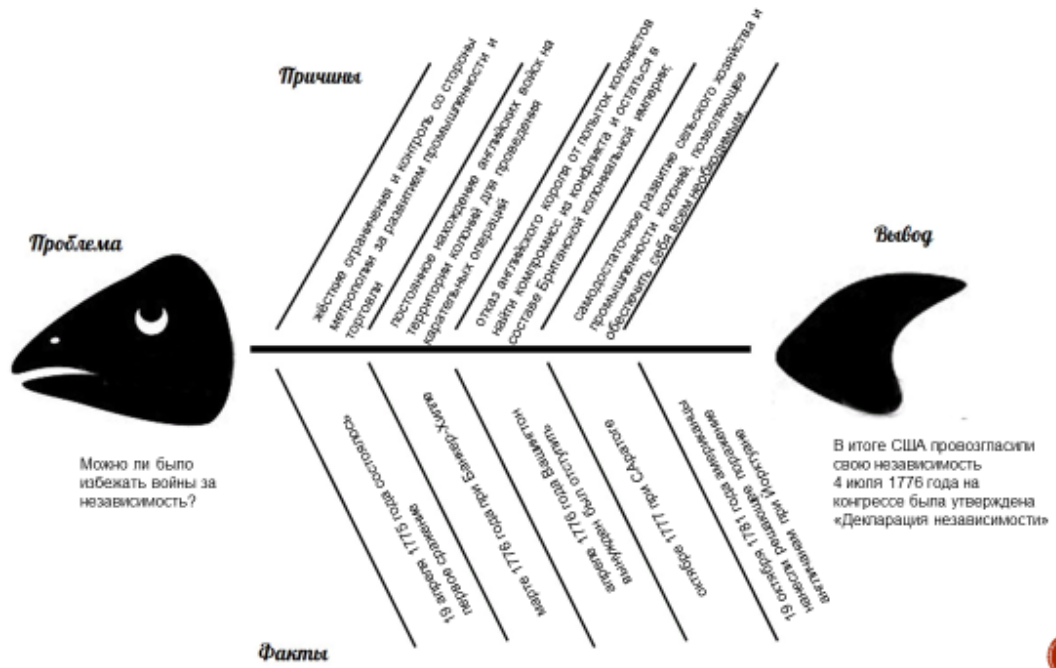 Причины
жёсткие ограничения и контроль со стороны
метрополии за развитием промышленности и
торговли
постоянное нахождение английских войск на
территории колоний для проведения
карательных операций
отказ английского короля от попыток колонистов
найти компромисс из конфликта и остаться в
составе Британской колониальной империи;
самодостаточное развитие сельского хозяйства и
промышленности колоний, позволяющее
обеспечить себя всем необходимым.
Проблема
Можно ли было
избежать войны за
независимость?
Вывод
В итоге США провозгласили
свою независимость
4 июля 1776 года на
конгрессе была утверждена
«Декларация независимости»
19 апреле 1775 года состоялось
первое сражение
марте 1776 года при Банкер-Хилле
апреле 1776 года Вашингтон
вынужден был отступить
октябре 1777 при САратоге
19 октября 1781 года американцы
нанесли решающее поражение
англичанам при Йорктуане
Факты